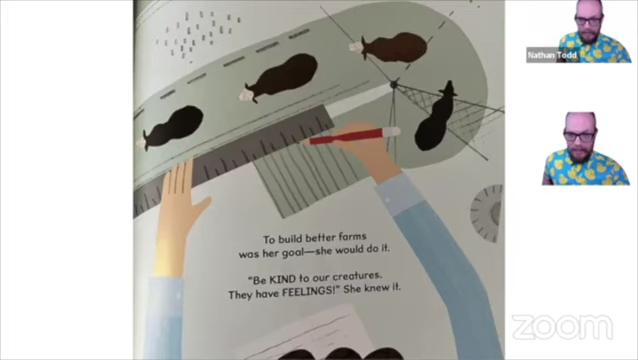 Nathan Todd
To build better farms
was her goal—she would do it.
"Be KIND to our creatures.
They have FEELINGS!" She knew it.
zoom